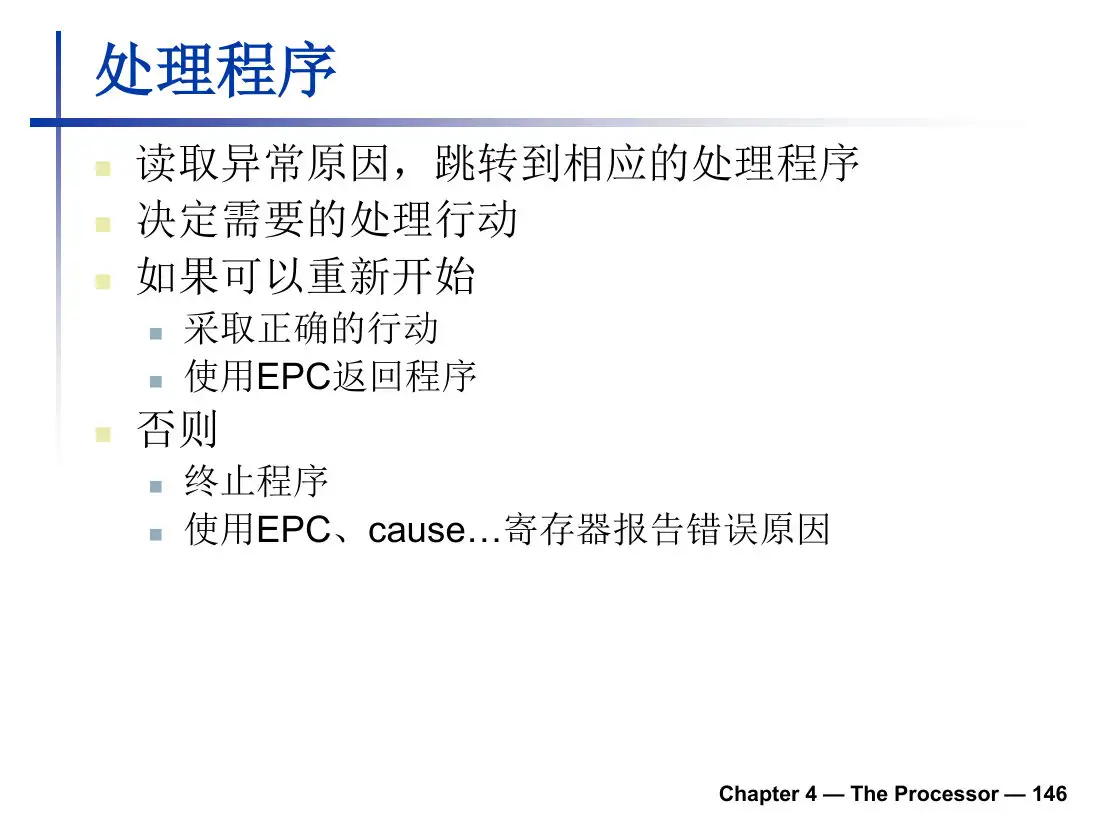 处理程序
读取异常原因，跳转到相应的处理程序
决定需要的处理行动
如果可以重新开始
采取正确的行动
使用EPC返回程序
否则
终止程序
使用EPC、cause…寄存器报告错误原因
Chapter 4 — The Processor — 146